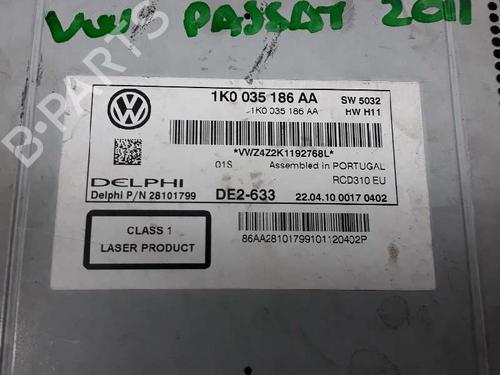 VW PASSAT 2011
1K0 035 186 AA SW 5032
1K0 035 186 AA HW H11
*VWZ4Z2K1192768L*
01S Assembled in PORTUGAL
DELPHI RCD310 EU
Delphi P/N 28101799 DE2-633 22.04.10 0017 0402
CLASS 1
LASER PRODUCT
86AA28101799101120402P
B-PARTS